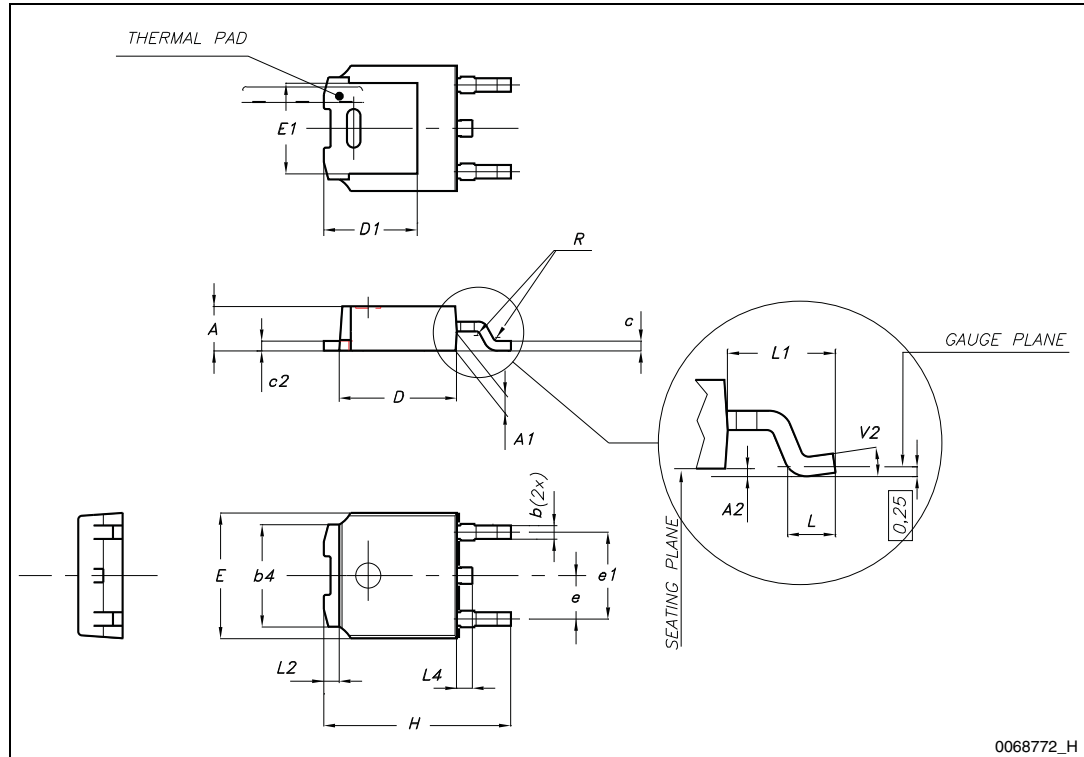 THERMAL PAD
E1
D1
R
A
c
c2
D
A1
L1
GAUGE PLANE
V2
A2
L
0,25
SEATING PLANE
b(2x)
E
b4
e1
e
L2
L4
H
0068772_H